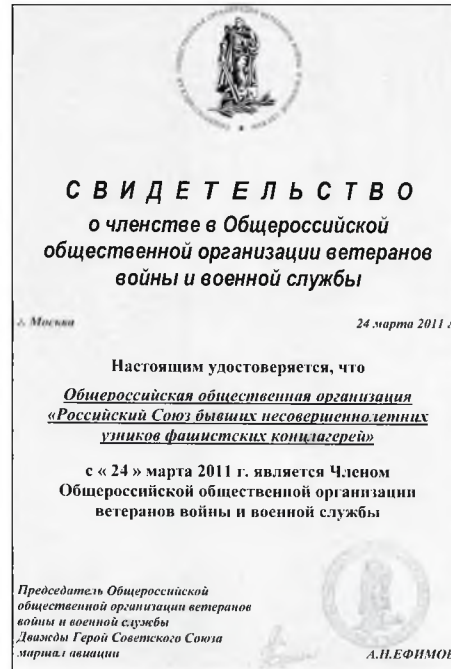 СВИДЕТЕЛЬСТВО
о членстве в Общероссийской
общественной организации ветеранов
войны и военной службы
г. Москва 24 марта 2011 г.
Настоящим удостоверяется, что
Общероссийская общественная организация
«Российский Союз бывших несовершеннолетних
узников фашистских концлагерей»
с « 24 » марта 2011 г. является Членом
Общероссийской общественной организации
ветеранов войны и военной службы
Председатель Общероссийской
общественной организации ветеранов
войны и военной службы
Дважды Герой Советского Союза
маршал авиации А.Н.ЕФИМОВ